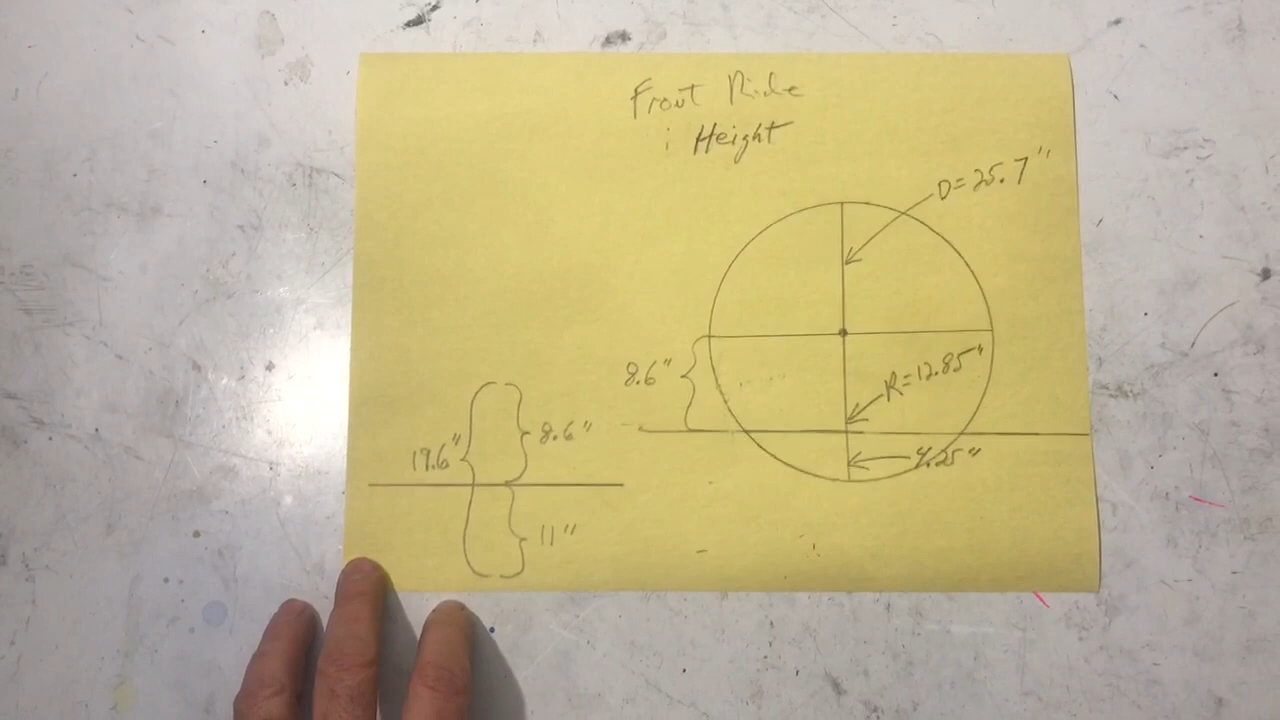 Front Ride
Height
D=25.7"
8.6"
R=12.85"
4.25"
19.6"
8.6"
11"